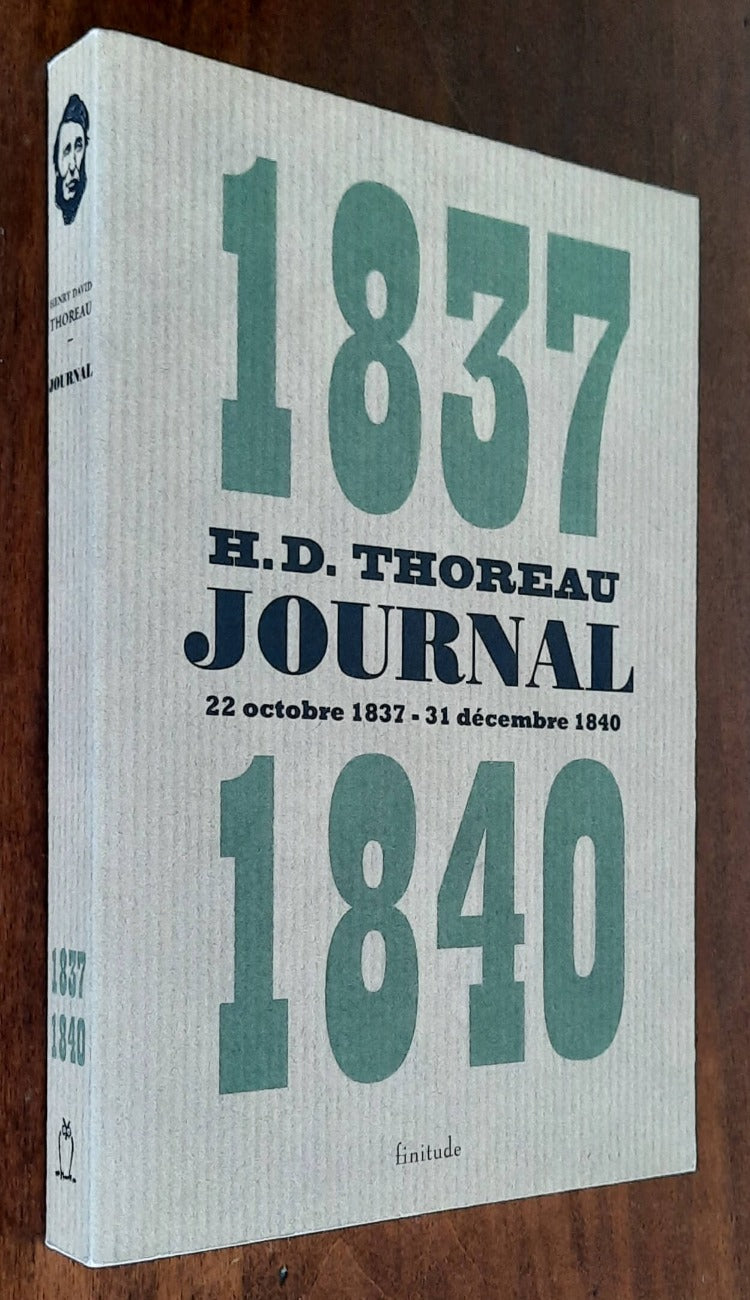 HENRY DAVID
THOREAU
–
JOURNAL
1837
1840
1837
H.D. THOREAU
JOURNAL
22 octobre 1837 - 31 décembre 1840
1840
finitude